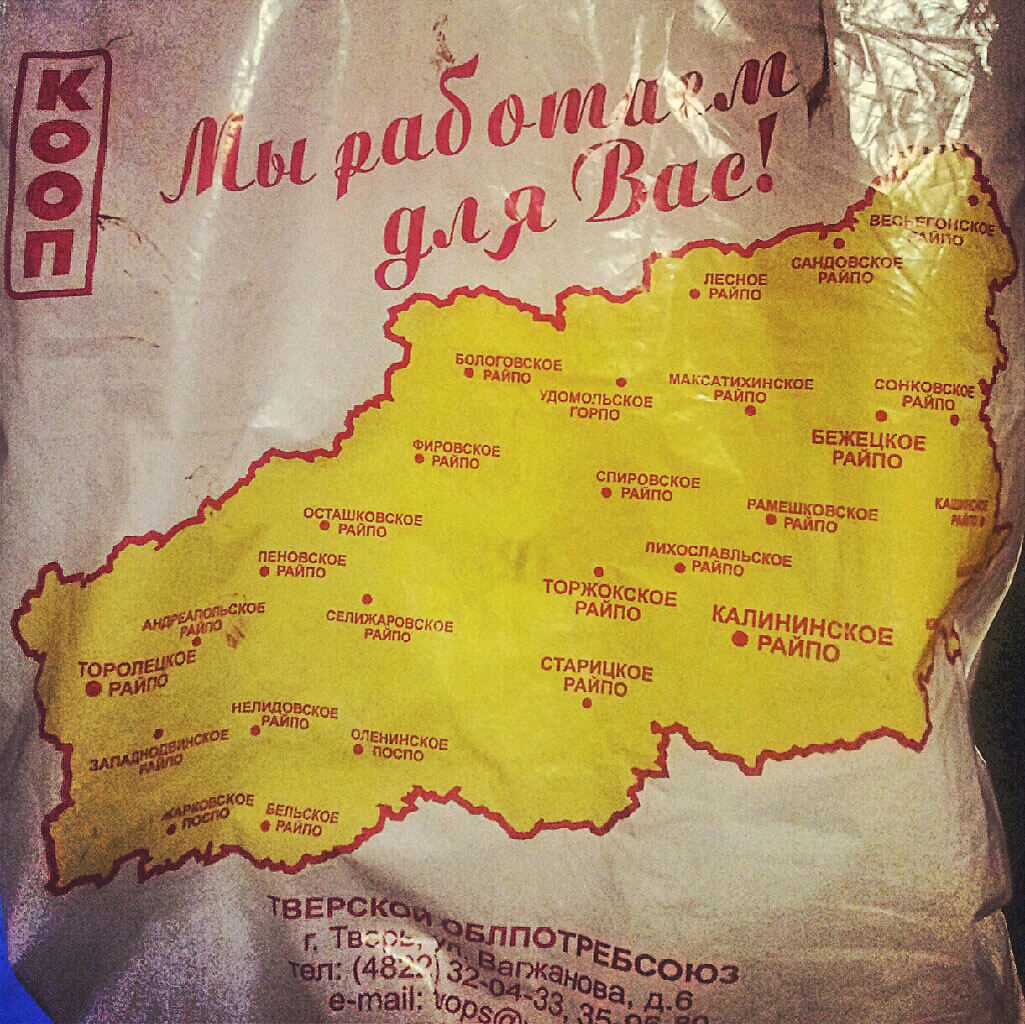 КООП
Мы работаем
для Вас!
ВЕСЬЕГОНСКОЕ
РАЙПО
САНДОВСКОЕ
РАЙПО
ЛЕСНОЕ
РАЙПО
БОЛОГОВСКОЕ
РАЙПО
УДОМОЛЬСКОЕ
ГОРПО
МАКСАТИХИНСКОЕ
РАЙПО
СОНКОВСКОЕ
РАЙПО
БЕЖЕЦКОЕ
РАЙПО
ФИРОВСКОЕ
РАЙПО
СПИРОВСКОЕ
РАЙПО
РАМЕШКОВСКОЕ
РАЙПО
ОСТАШКОВСКОЕ
РАЙПО
ЛИХОСЛАВЛЬСКОЕ
РАЙПО
ПЕНОВСКОЕ
РАЙПО
ТОРЖОКСКОЕ
РАЙПО
КАЛИНИНСКОЕ
РАЙПО
АНДРЕАПОЛЬСКОЕ
РАЙПО
СЕЛИЖАРОВСКОЕ
РАЙПО
ТОРОПЕЦКОЕ
РАЙПО
СТАРИЦКОЕ
РАЙПО
НЕЛИДОВСКОЕ
РАЙПО
ОЛЕНИНСКОЕ
ПОСПО
ЗАПАДНОДВИНСКОЕ
РАЙПО
ЖАРКОВСКОЕ
ПОСПО
БЕЛЬСКОЕ
РАЙПО
ТВЕРСКОЙ ОБЛПОТРЕБСОЮЗ
г. Тверь, ул. Вагжанова, д.6
тел: (4822) 32-04-33,
e-mail: